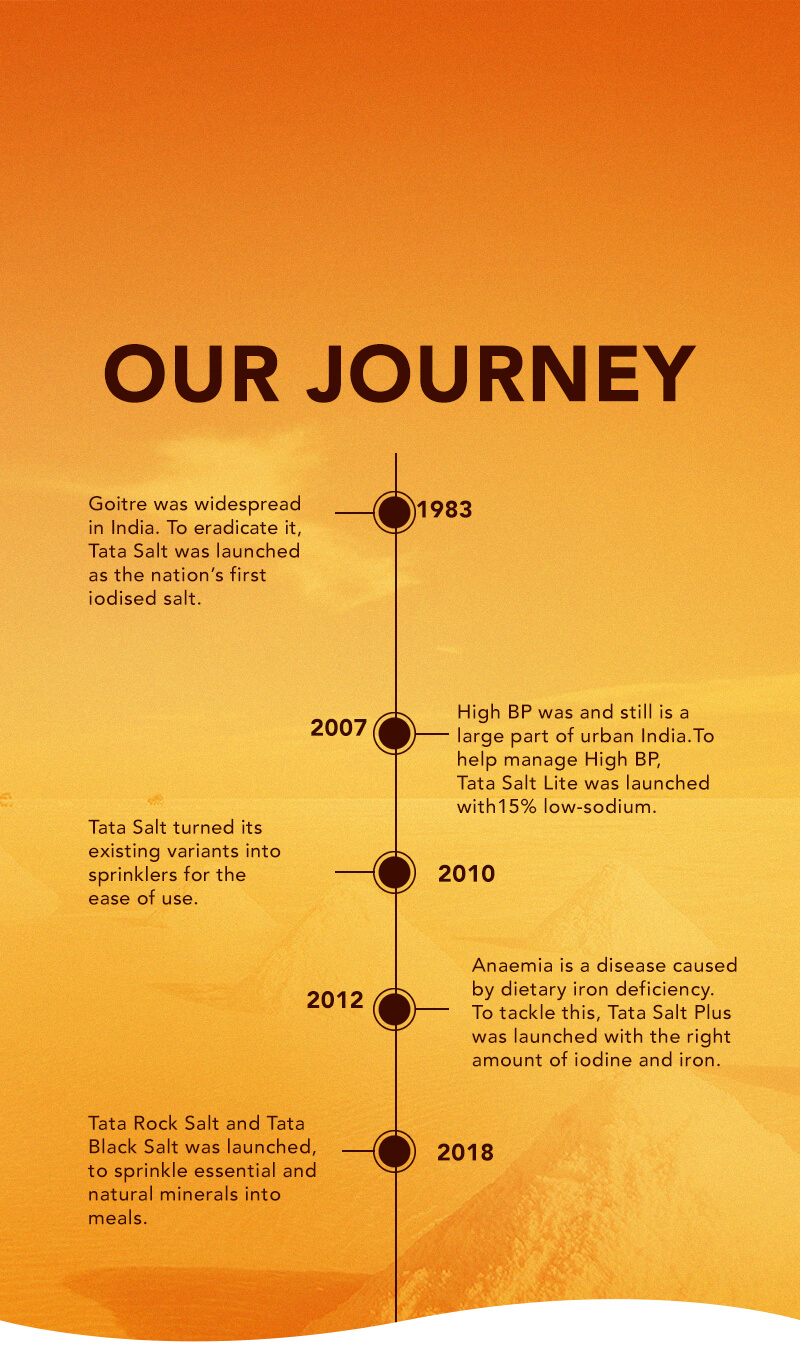 OUR JOURNEY
1983
Goitre was widespread
in India. To eradicate it,
Tata Salt was launched
as the nation’s first
iodised salt.
2007
High BP was and still is a
large part of urban India.To
help manage High BP,
Tata Salt Lite was launched
with15% low-sodium.
2010
Tata Salt turned its
existing variants into
sprinklers for the
ease of use.
2012
Anaemia is a disease caused
by dietary iron deficiency.
To tackle this, Tata Salt Plus
was launched with the right
amount of iodine and iron.
2018
Tata Rock Salt and Tata
Black Salt was launched,
to sprinkle essential and
natural minerals into
meals.